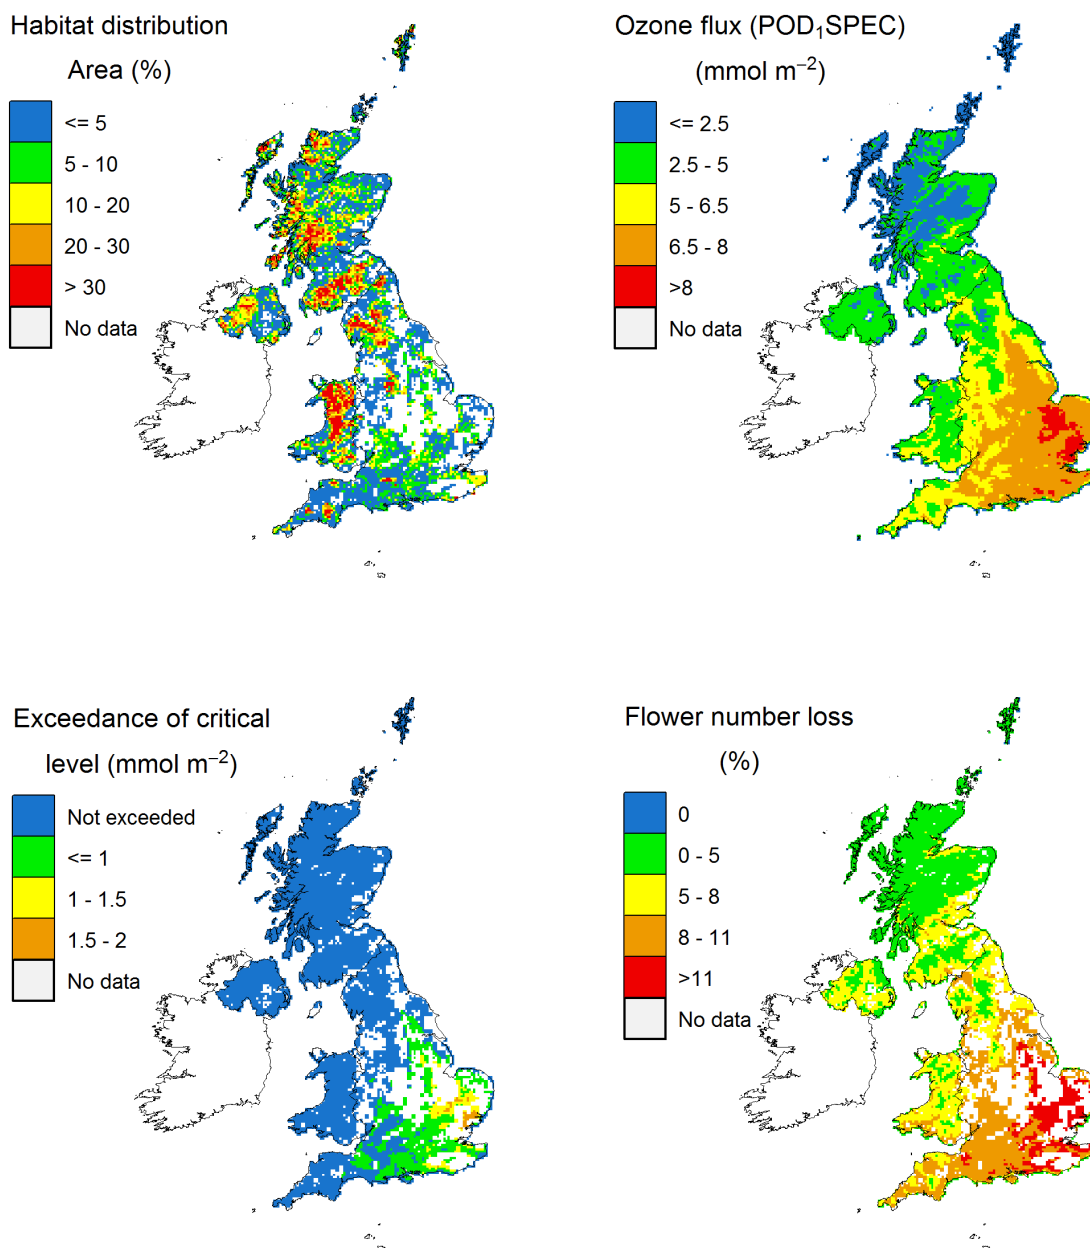 Habitat distribution
Area (%)
<= 5
5 - 10
10 - 20
20 - 30
> 30
No data
Ozone flux (POD₁SPEC)
(mmol m⁻²)
<= 2.5
2.5 - 5
5 - 6.5
6.5 - 8
>8
No data
Exceedance of critical
level (mmol m⁻²)
Not exceeded
<= 1
1 - 1.5
1.5 - 2
No data
Flower number loss
(%)
0
0 - 5
5 - 8
8 - 11
>11
No data